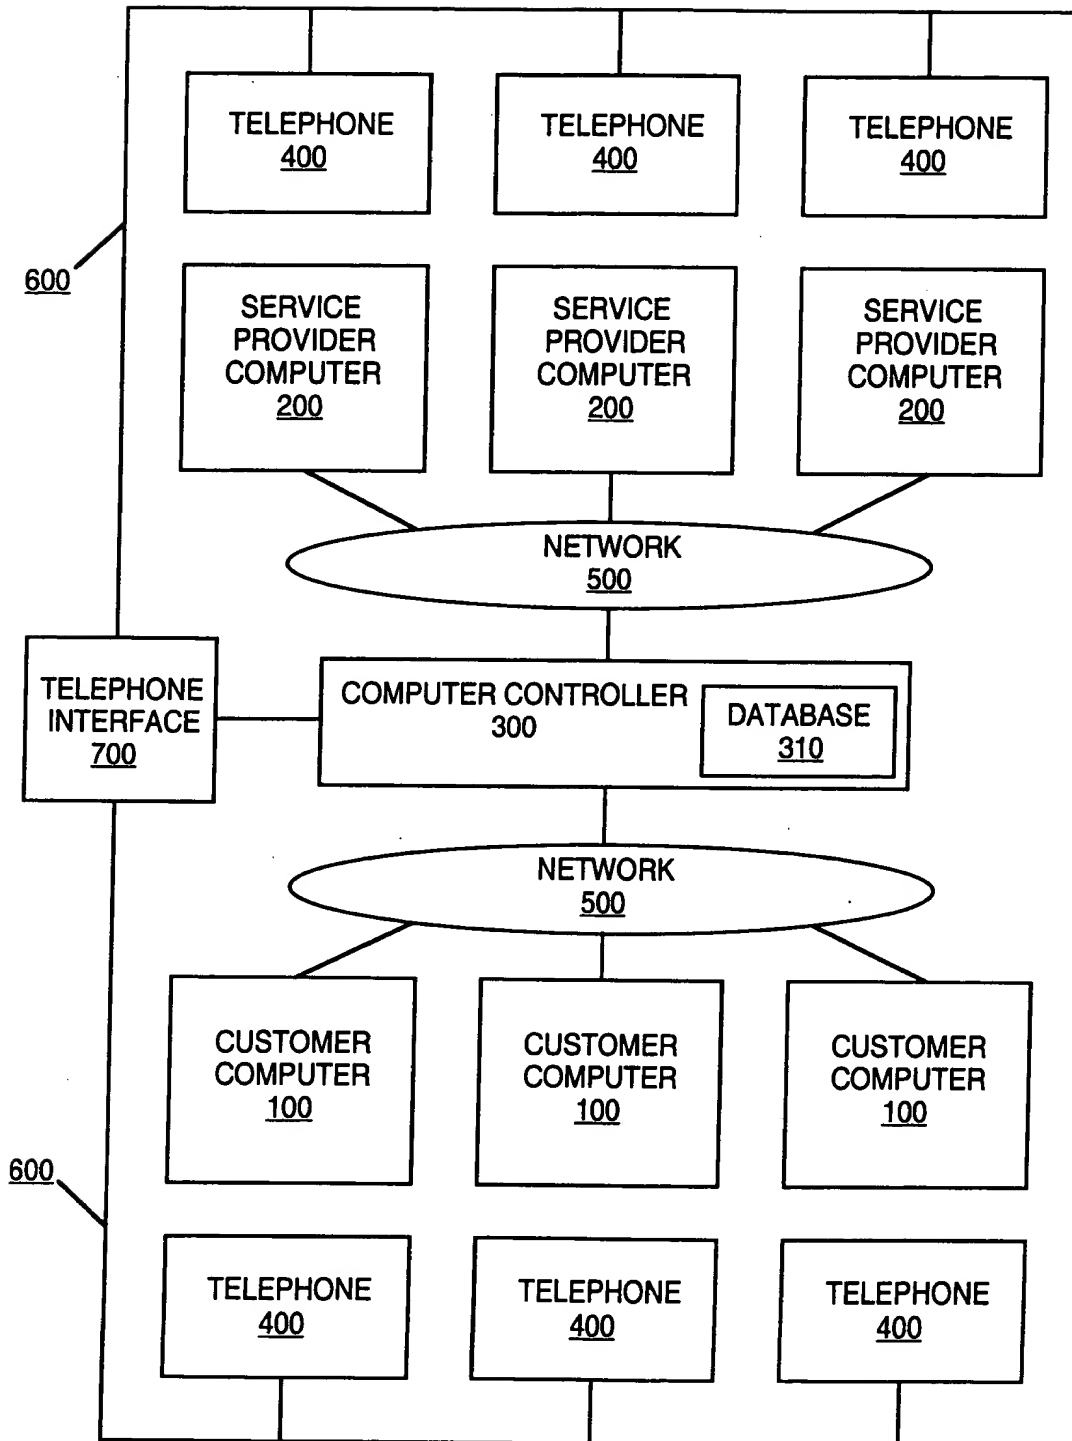 TELEPHONE
400
TELEPHONE
400
TELEPHONE
400
600
SERVICE
PROVIDER
COMPUTER
200
SERVICE
PROVIDER
COMPUTER
200
SERVICE
PROVIDER
COMPUTER
200
NETWORK
500
TELEPHONE
INTERFACE
700
COMPUTER CONTROLLER
300
DATABASE
310
NETWORK
500
CUSTOMER
COMPUTER
100
CUSTOMER
COMPUTER
100
CUSTOMER
COMPUTER
100
600
TELEPHONE
400
TELEPHONE
400
TELEPHONE
400